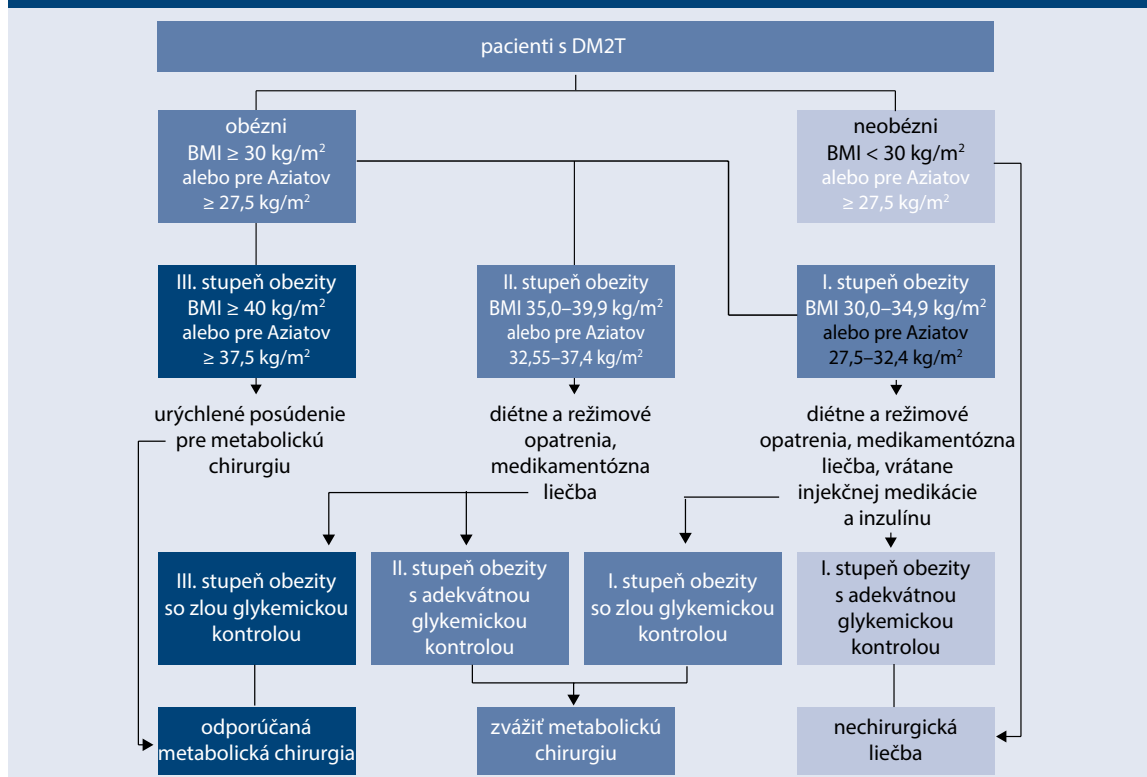 pacienti s DM2T
obézni
BMI ≥ 30 kg/m²
alebo pre Aziatov
≥ 27,5 kg/m²
neobézni
BMI < 30 kg/m²
alebo pre Aziatov
≥ 27,5 kg/m²
III. stupeň obezity
BMI ≥ 40 kg/m²
alebo pre Aziatov
≥ 37,5 kg/m²
II. stupeň obezity
BMI 35,0–39,9 kg/m²
alebo pre Aziatov
32,55–37,4 kg/m²
I. stupeň obezity
BMI 30,0–34,9 kg/m²
alebo pre Aziatov
27,5–32,4 kg/m²
urýchlené posúdenie
pre metabolickú
chirurgiu
diétne a režimové
opatrenia,
medikamentózna
liečba
diétne a režimové
opatrenia, medikamentózna
liečba, vrátane
injekčnej medikácie
a inzulínu
III. stupeň obezity
so zlou glykemickou
kontrolou
II. stupeň obezity
s adekvátnou
glykemickou
kontrolou
I. stupeň obezity
so zlou glykemickou
kontrolou
I. stupeň obezity
s adekvátnou
glykemickou
kontrolou
odporúčaná
metabolická chirurgia
zvážiť metabolickú
chirurgiu
nechirurgická
liečba